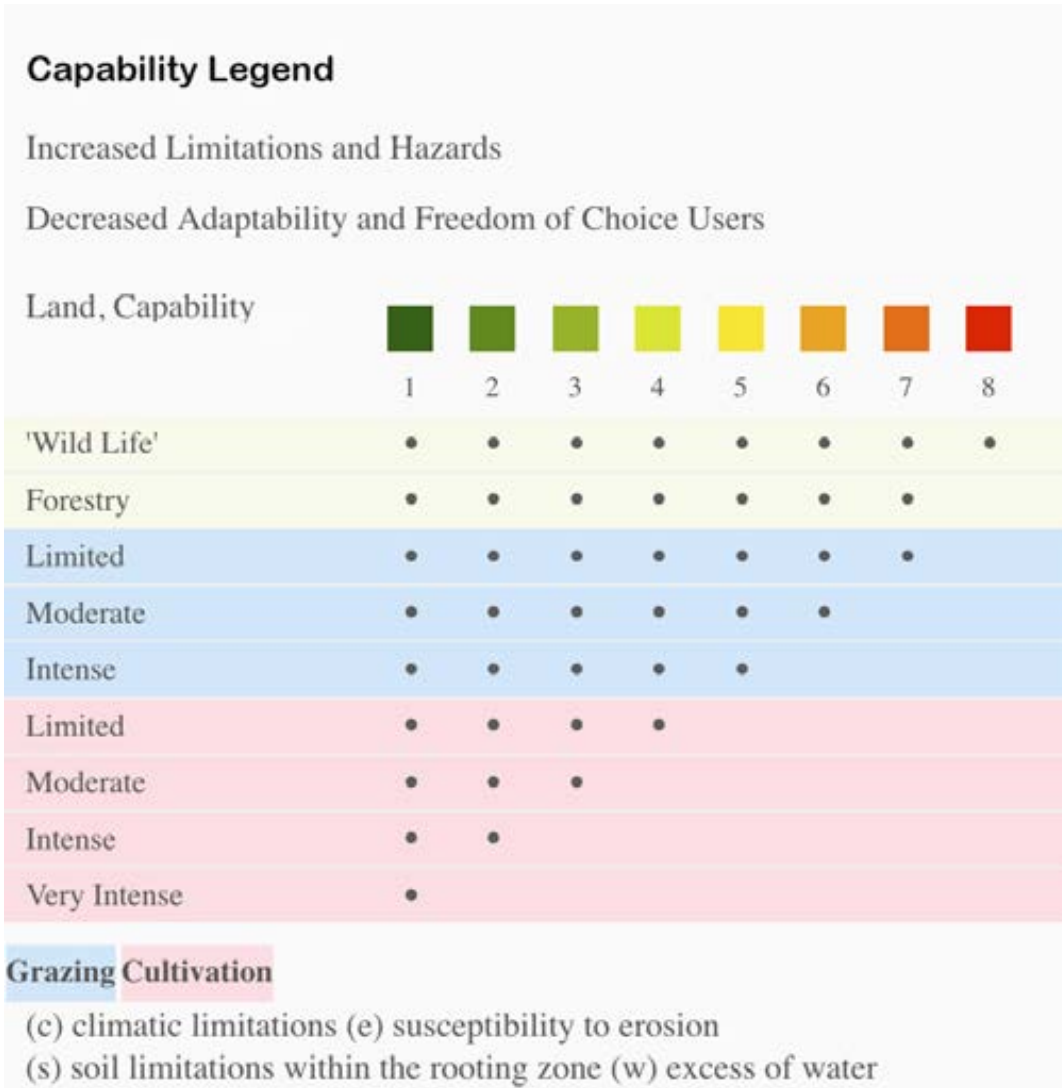 Capability Legend
Increased Limitations and Hazards
Decreased Adaptability and Freedom of Choice Users
Land, Capability
1 2 3 4 5 6 7 8
'Wild Life'
Forestry
Limited
Moderate
Intense
Limited
Moderate
Intense
Very Intense
Grazing Cultivation
(c) climatic limitations (e) susceptibility to erosion
(s) soil limitations within the rooting zone (w) excess of water